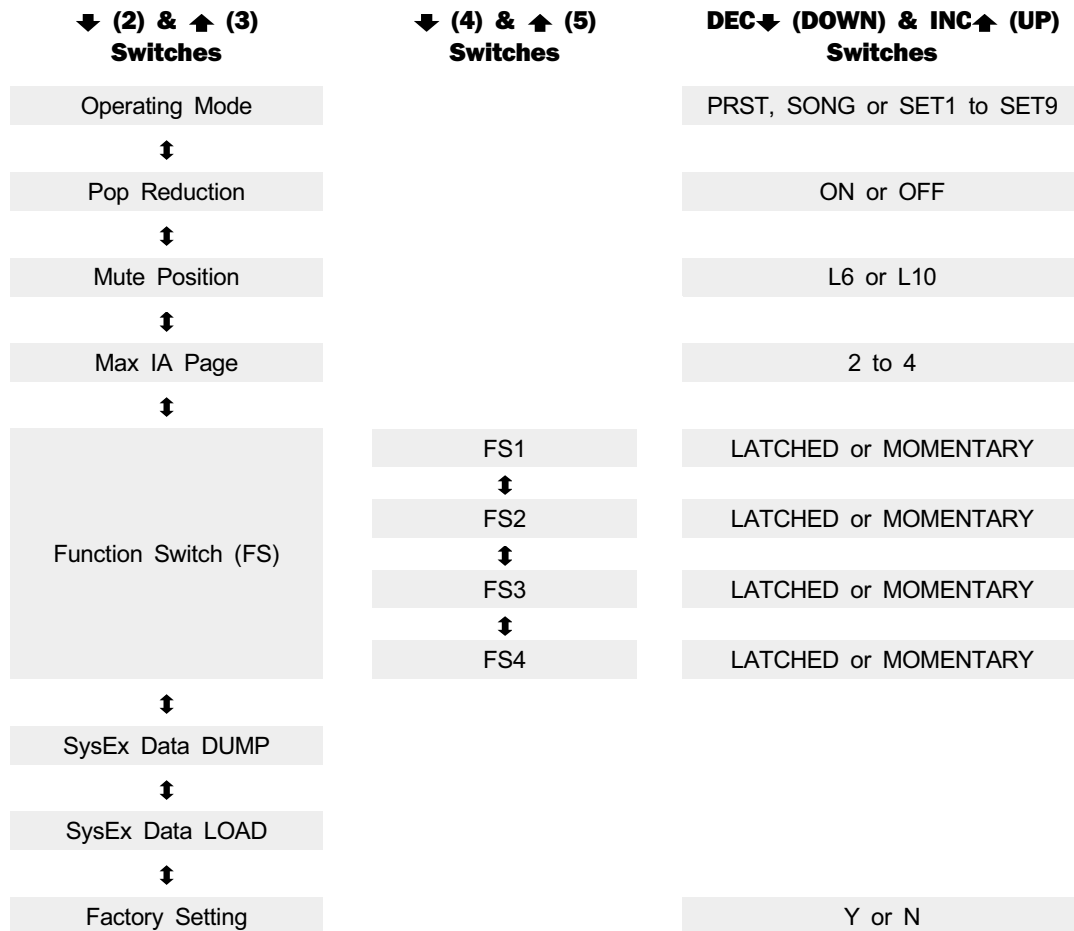 🡇 (2) & 🡅 (3) 🡇 (4) & 🡅 (5) DEC🡇 (DOWN) & INC🡅 (UP)
Switches Switches Switches
Operating Mode PRST, SONG or SET1 to SET9
Pop Reduction ON or OFF
Mute Position L6 or L10
Max IA Page 2 to 4
FS1 LATCHED or MOMENTARY
FS2 LATCHED or MOMENTARY
Function Switch (FS)
FS3 LATCHED or MOMENTARY
FS4 LATCHED or MOMENTARY
SysEx Data DUMP
SysEx Data LOAD
Factory Setting Y or N